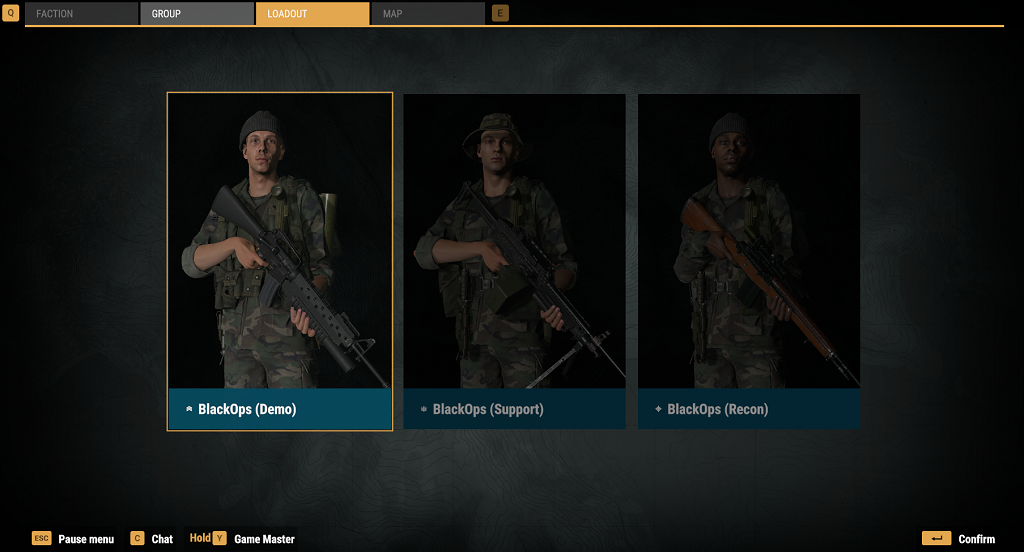 Q FACTION GROUP LOADOUT MAP E
BlackOps (Demo) BlackOps (Support) BlackOps (Recon)
ESC Pause menu C Chat Hold Y Game Master Confirm